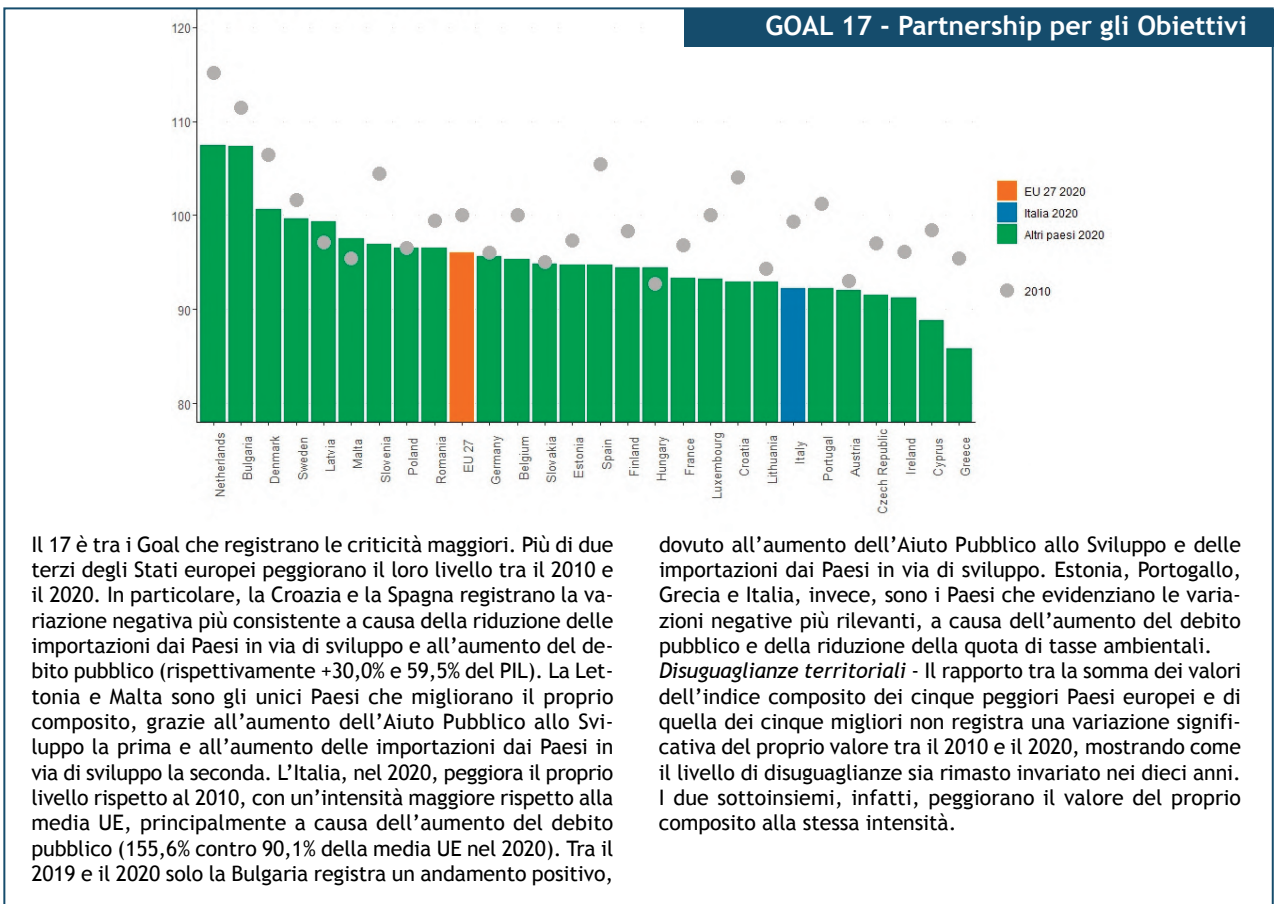 GOAL 17 - Partnership per gli Obiettivi
120
110
100
90
80
EU 27 2020
Italia 2020
Altri paesi 2020
2010
Netherlands
Bulgaria
Denmark
Sweden
Latvia
Malta
Slovenia
Poland
Romania
EU 27
Germany
Belgium
Slovakia
Estonia
Spain
Finland
Hungary
France
Luxembourg
Croatia
Lithuania
Italy
Portugal
Austria
Czech Republic
Ireland
Cyprus
Greece
Il 17 è tra i Goal che registrano le criticità maggiori. Più di due
terzi degli Stati europei peggiorano il loro livello tra il 2010 e
il 2020. In particolare, la Croazia e la Spagna registrano la va-
riazione negativa più consistente a causa della riduzione delle
importazioni dai Paesi in via di sviluppo e all’aumento del de-
bito pubblico (rispettivamente +30,0% e 59,5% del PIL). La Let-
tonia e Malta sono gli unici Paesi che migliorano il proprio
composito, grazie all’aumento dell’Aiuto Pubblico allo Svi-
luppo la prima e all’aumento delle importazioni dai Paesi in
via di sviluppo la seconda. L’Italia, nel 2020, peggiora il proprio
livello rispetto al 2010, con un’intensità maggiore rispetto alla
media UE, principalmente a causa dell’aumento del debito
pubblico (155,6% contro 90,1% della media UE nel 2020). Tra il
2019 e il 2020 solo la Bulgaria registra un andamento positivo,
dovuto all’aumento dell’Aiuto Pubblico allo Sviluppo e delle
importazioni dai Paesi in via di sviluppo. Estonia, Portogallo,
Grecia e Italia, invece, sono i Paesi che evidenziano le varia-
zioni negative più rilevanti, a causa dell’aumento del debito
pubblico e della riduzione della quota di tasse ambientali.
Disuguaglianze territoriali - Il rapporto tra la somma dei valori
dell’indice composito dei cinque peggiori Paesi europei e di
quella dei cinque migliori non registra una variazione signifi-
cativa del proprio valore tra il 2010 e il 2020, mostrando come
il livello di disuguaglianze sia rimasto invariato nei dieci anni.
I due sottoinsiemi, infatti, peggiorano il valore del proprio
composito alla stessa intensità.